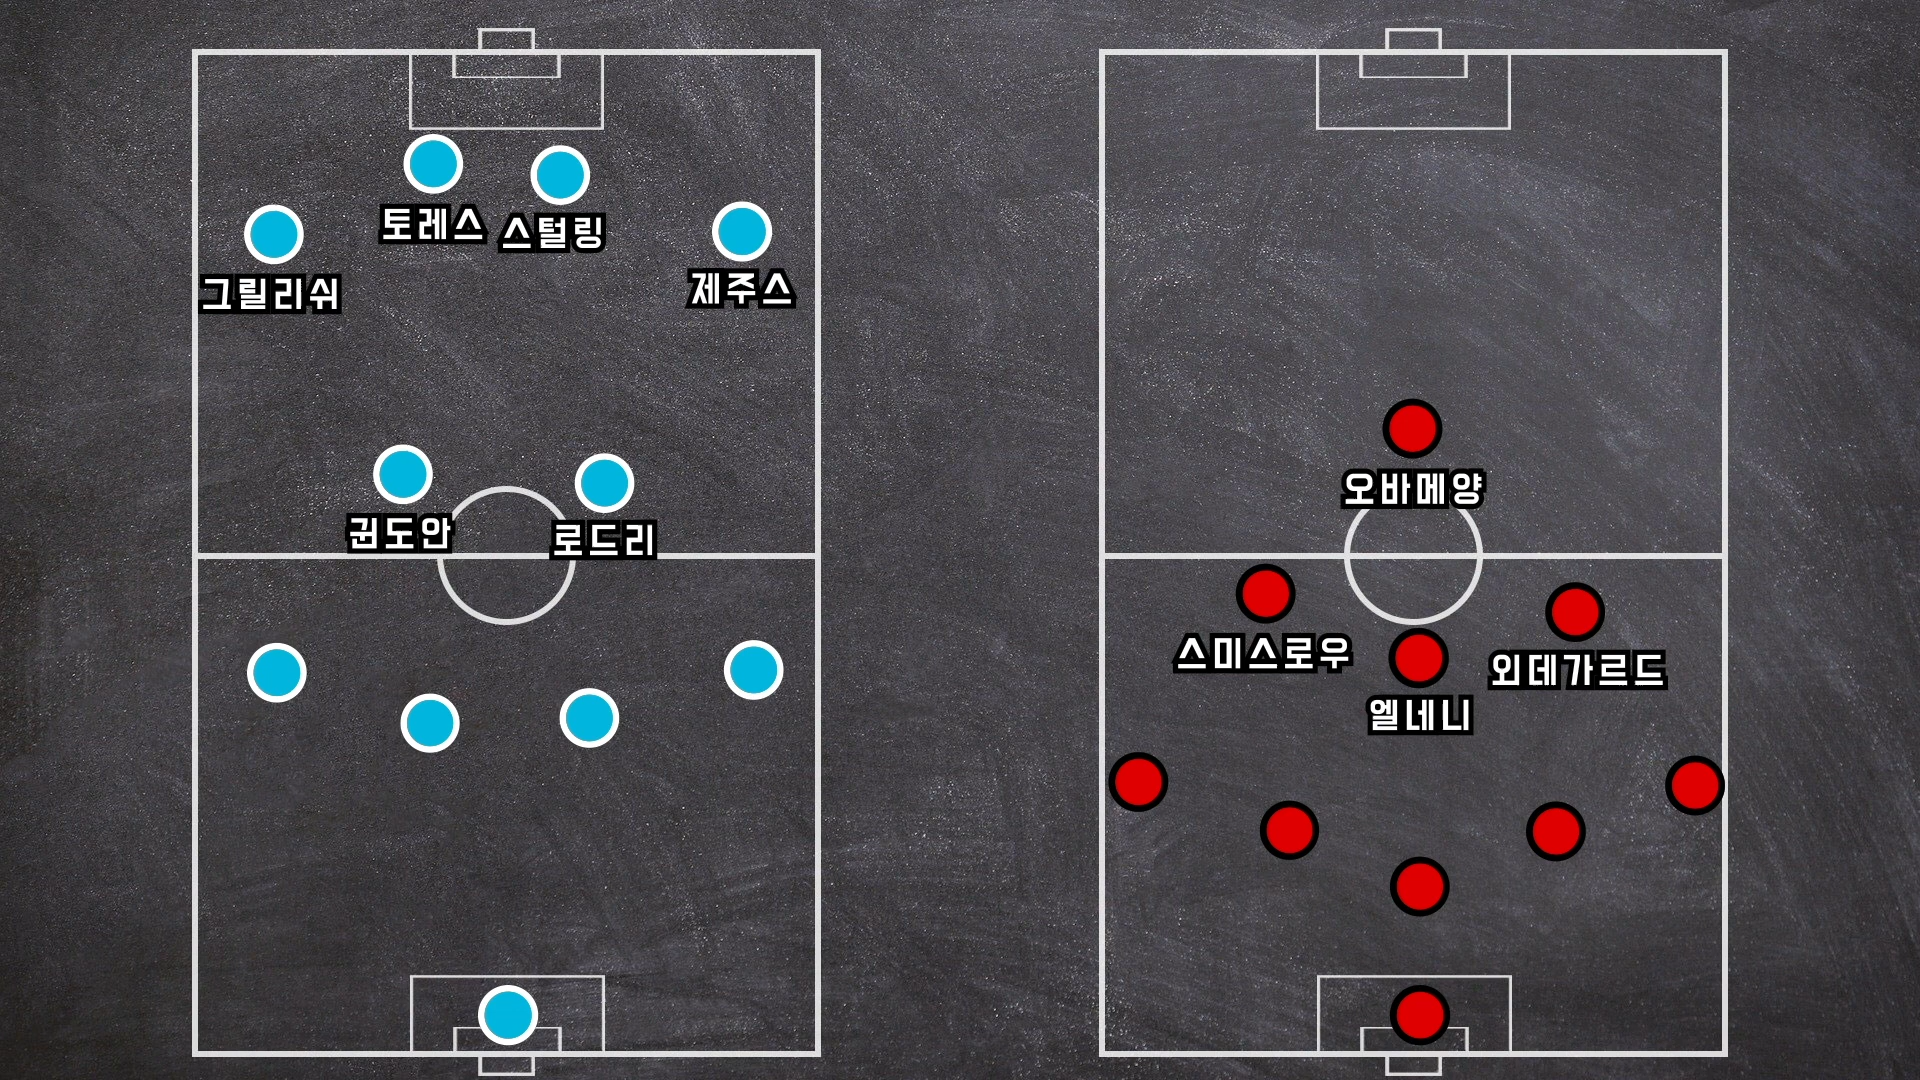 토레스
스털링
그릴리쉬
제주스
귄도안
로드리
오바메양
스미스로우
외데가르드
엘네니